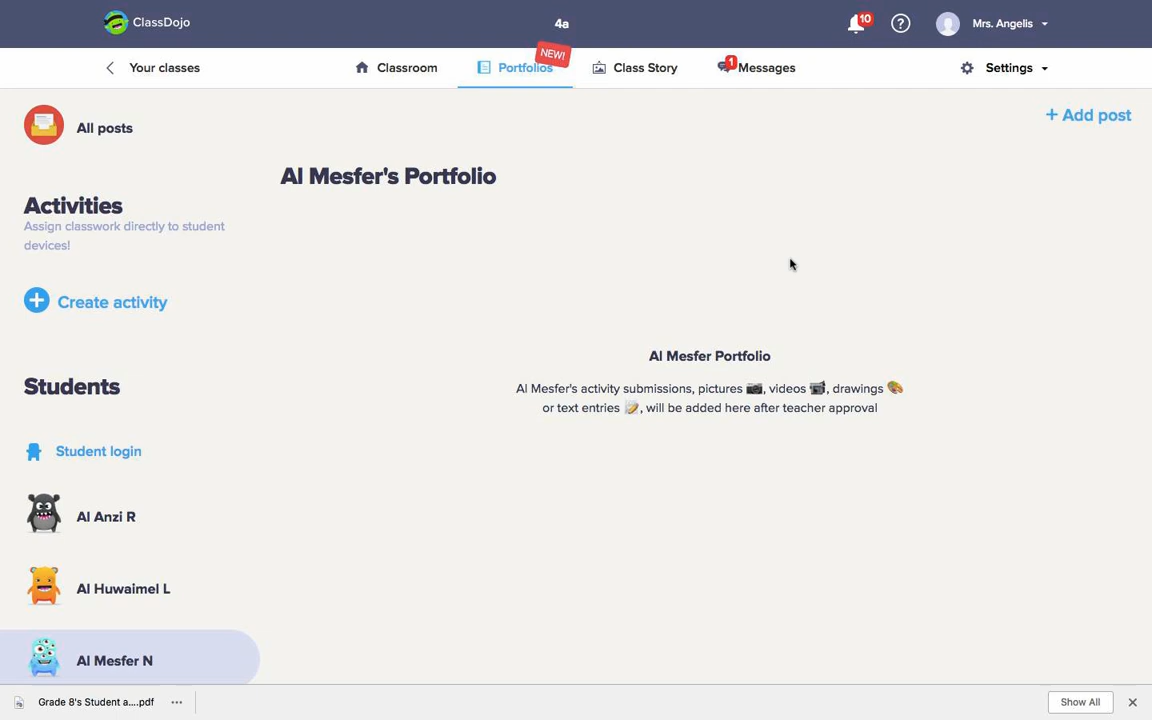 ClassDojo
4a
10
Mrs. Angelis
Your classes
Classroom
Portfolios
NEW!
Class Story
1
Messages
Settings
All posts
+ Add post
Al Mesfer's Portfolio
Activities
Assign classwork directly to student
devices!
Create activity
Al Mesfer Portfolio
Al Mesfer's activity submissions, pictures 📷, videos 📹, drawings 🎨
or text entries 📝, will be added here after teacher approval
Students
Student login
Al Anzi R
Al Huwaimel L
Al Mesfer N
Grade 8's Student a....pdf
Show All